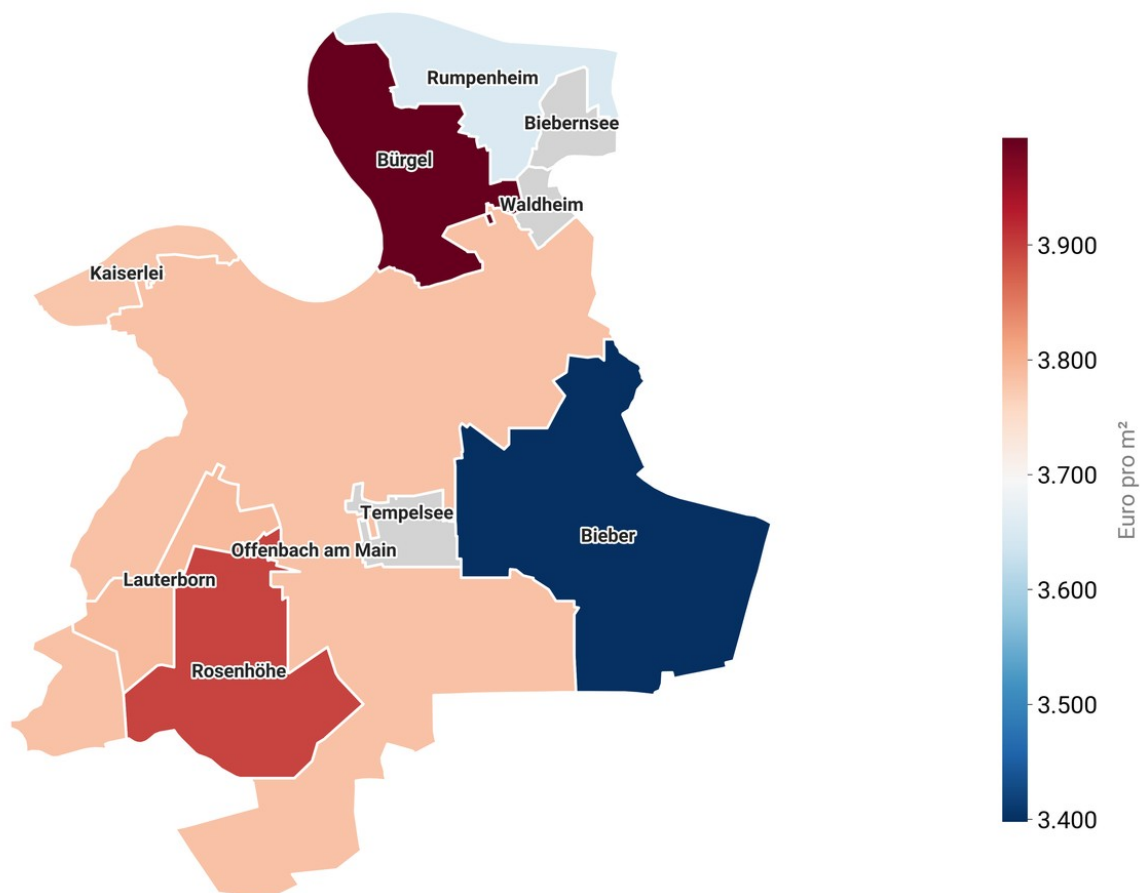 Rumpenheim
Biebernsee
Bürgel
Waldheim
Kaiserlei
Tempelsee
Bieber
Offenbach am Main
Lauterborn
Rosenhöhe
3.900
3.800
3.700
3.600
3.500
3.400
Euro pro m²